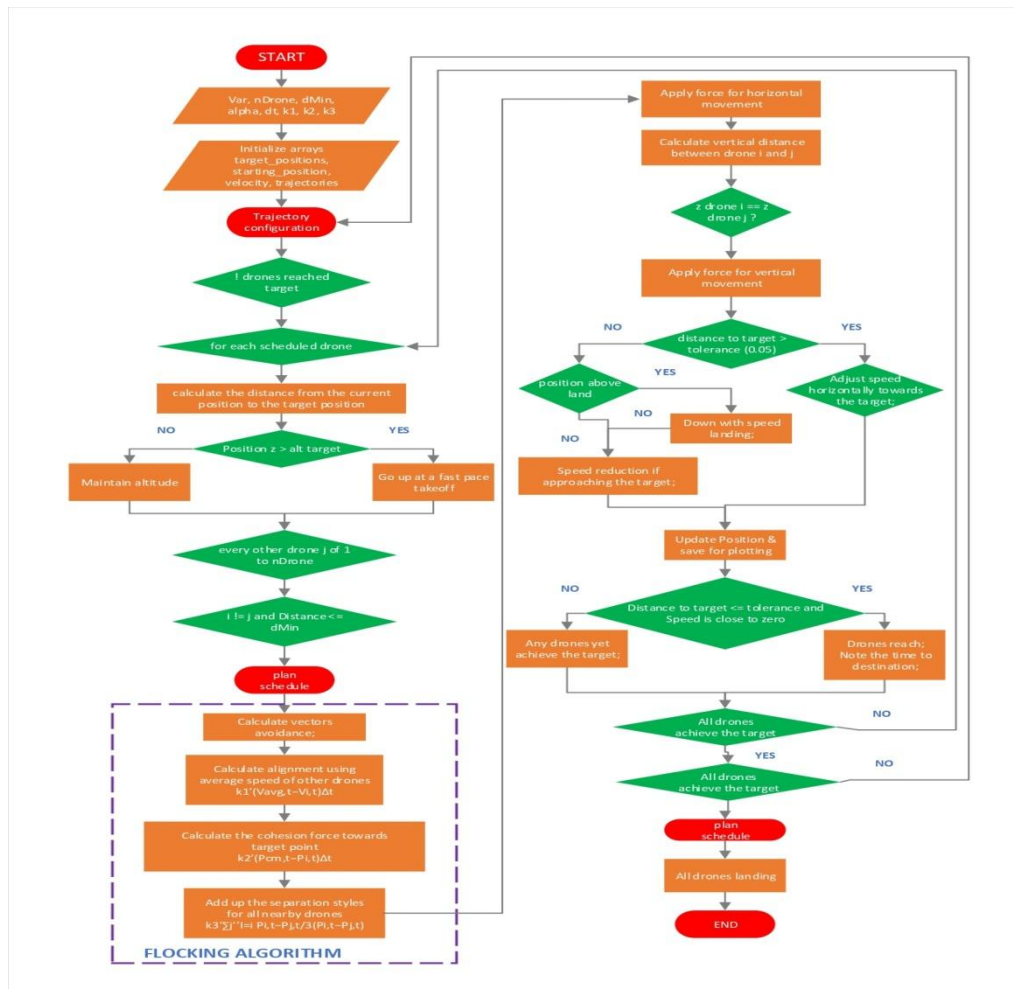 START
Var, nDrone, dMin,
alpha, dt, k1, k2, k3
Initialize arrays
target_positions,
starting_position,
velocity, trajectories
Trajectory
configuration
! drones reached
target
for each scheduled drone
calculate the distance from the current
position to the target position
NO
YES
Position z > alt target
Maintain altitude
Go up at a fast pace
takeoff
every other drone j of 1
to nDrone
i != j and Distance<=
dMin
plan
schedule
Calculate vectors
avoidance;
Calculate alignment using
average speed of other drones
k1'(Vavg,t−Vi,t)Δt
Calculate the cohesion force towards
target point
k2'(Pcm,t−Pi,t)Δt
Add up the separation styles
for all nearby drones
k3'∑j''I=i Pi,t−Pj,t/3(Pi,t−Pj,t)
FLOCKING ALGORITHM
Apply force for horizontal
movement
Calculate vertical distance
between drone i and j
z drone i == z
drone j ?
Apply force for vertical
movement
NO
YES
distance to target >
tolerance (0.05)
position above
land
YES
NO
Adjust speed
horizontally towards
the target;
Down with speed
landing;
NO
Speed reduction if
approaching the target;
Update Position &
save for plotting
NO
YES
Distance to target <= tolerance and
Speed is close to zero
Any drones yet
achieve the target;
Drones reach;
Note the time to
destination;
All drones
achieve the target
NO
YES
All drones
achieve the target
NO
plan
schedule
All drones landing
END